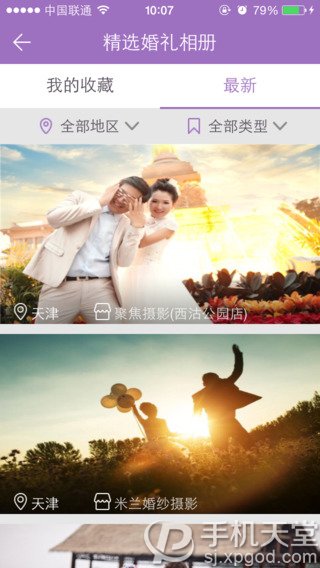 中国联通
10:07
79%
精选婚礼相册
我的收藏
最新
全部地区
全部类型
天津
聚焦摄影(西沽公园店)
天津
米兰婚纱摄影
手机天堂
sj.xpgod.com